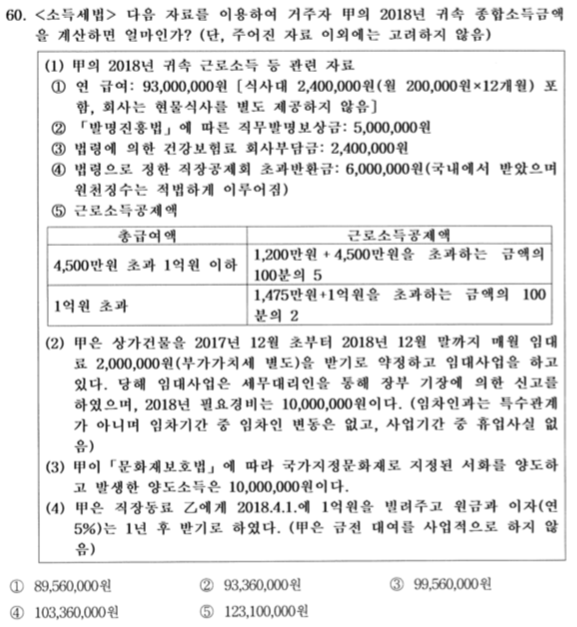 60. <소득세법> 다음 자료를 이용하여 거주자 甲의 2018년 귀속 종합소득금액
을 계산하면 얼마인가? (단, 주어진 자료 이외에는 고려하지 않음)
(1) 甲의 2018년 귀속 근로소득 등 관련 자료
① 연 급여: 93,000,000원 [식사대 2,400,000원(월 200,000원×12개월) 포
함, 회사는 현물식사를 별도 제공하지 않음]
② 「발명진흥법」에 따른 직무발명보상금: 5,000,000원
③ 법령에 의한 건강보험료 회사부담금: 2,400,000원
④ 법령으로 정한 직장공제회 초과반환금: 6,000,000원(국내에서 받았으며
원천징수는 적법하게 이루어짐)
⑤ 근로소득공제액
총급여액 근로소득공제액
4,500만원 초과 1억원 이하 1,200만원 + 4,500만원을 초과하는 금액의
100분의 5
1억원 초과 1,475만원+1억원을 초과하는 금액의 100
분의 2
(2) 甲은 상가건물을 2017년 12월 초부터 2018년 12월 말까지 매월 임대
료 2,000,000원(부가가치세 별도)을 받기로 약정하고 임대사업을 하고
있다. 당해 임대사업은 세무대리인을 통해 장부 기장에 의한 신고를
하였으며, 2018년 필요경비는 10,000,000원이다. (임차인과는 특수관계
가 아니며 임차기간 중 임차인 변동은 없고, 사업기간 중 휴업사실 없
음)
(3) 甲이 「문화재보호법」에 따라 국가지정문화재로 지정된 서화를 양도하
고 발생한 양도소득은 10,000,000원이다.
(4) 甲은 직장동료 乙에게 2018.4.1.에 1억원을 빌려주고 원금과 이자(연
5%)는 1년 후 받기로 하였다. (甲은 금전 대여를 사업적으로 하지 않
음)
① 89,560,000원 ② 93,360,000원 ③ 99,560,000원
④ 103,360,000원 ⑤ 123,100,000원